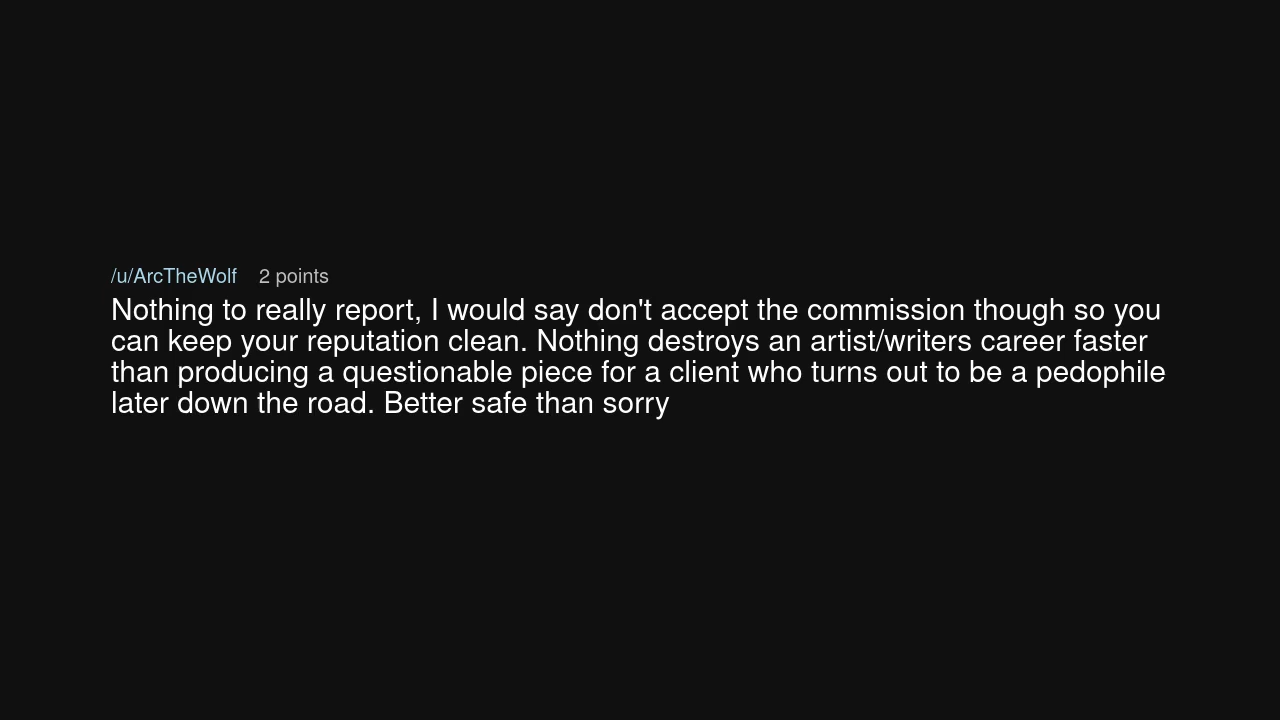 /u/ArcTheWolf 2 points
Nothing to really report, I would say don't accept the commission though so you
can keep your reputation clean. Nothing destroys an artist/writers career faster
than producing a questionable piece for a client who turns out to be a pedophile
later down the road. Better safe than sorry